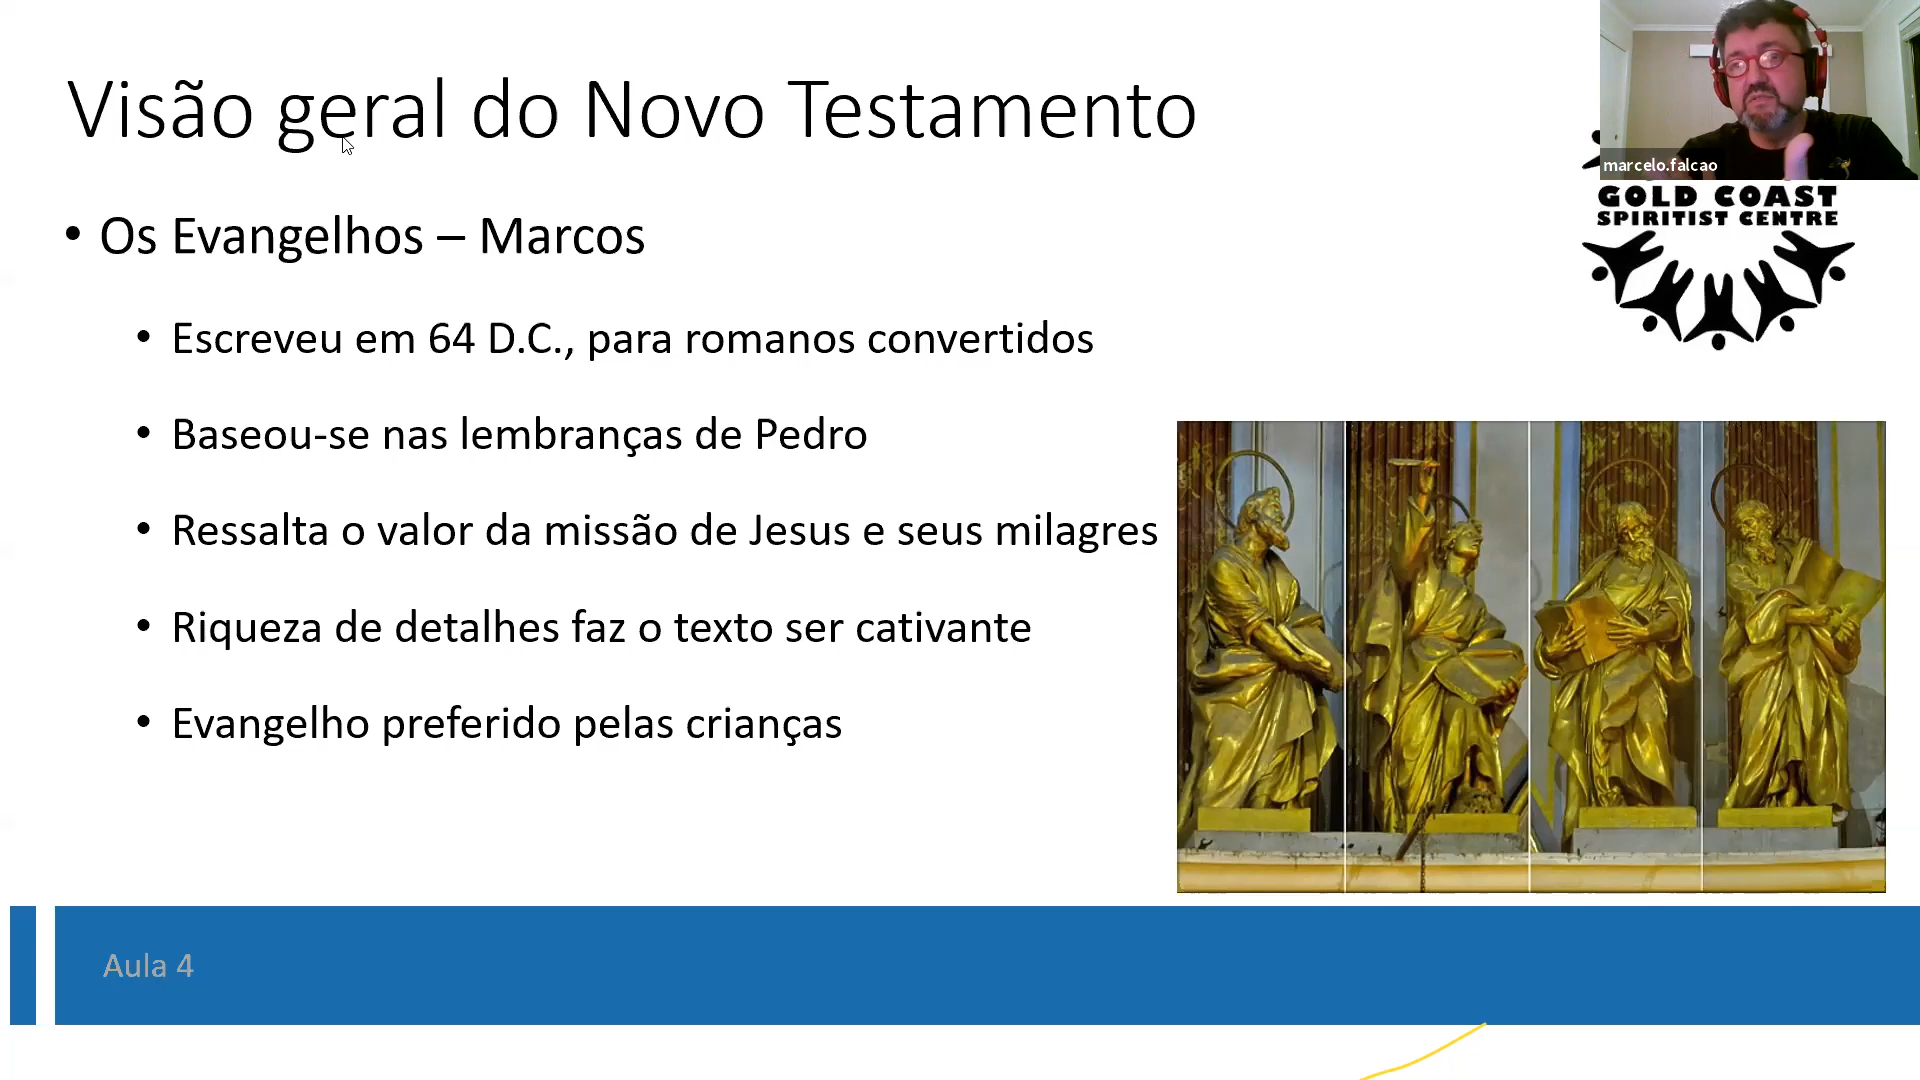 Visão geral do Novo Testamento
marcelo.falcao
GOLD COAST
SPIRITIST CENTRE
• Os Evangelhos – Marcos
• Escreveu em 64 D.C., para romanos convertidos
• Baseou-se nas lembranças de Pedro
• Ressalta o valor da missão de Jesus e seus milagres
• Riqueza de detalhes faz o texto ser cativante
• Evangelho preferido pelas crianças
Aula 4